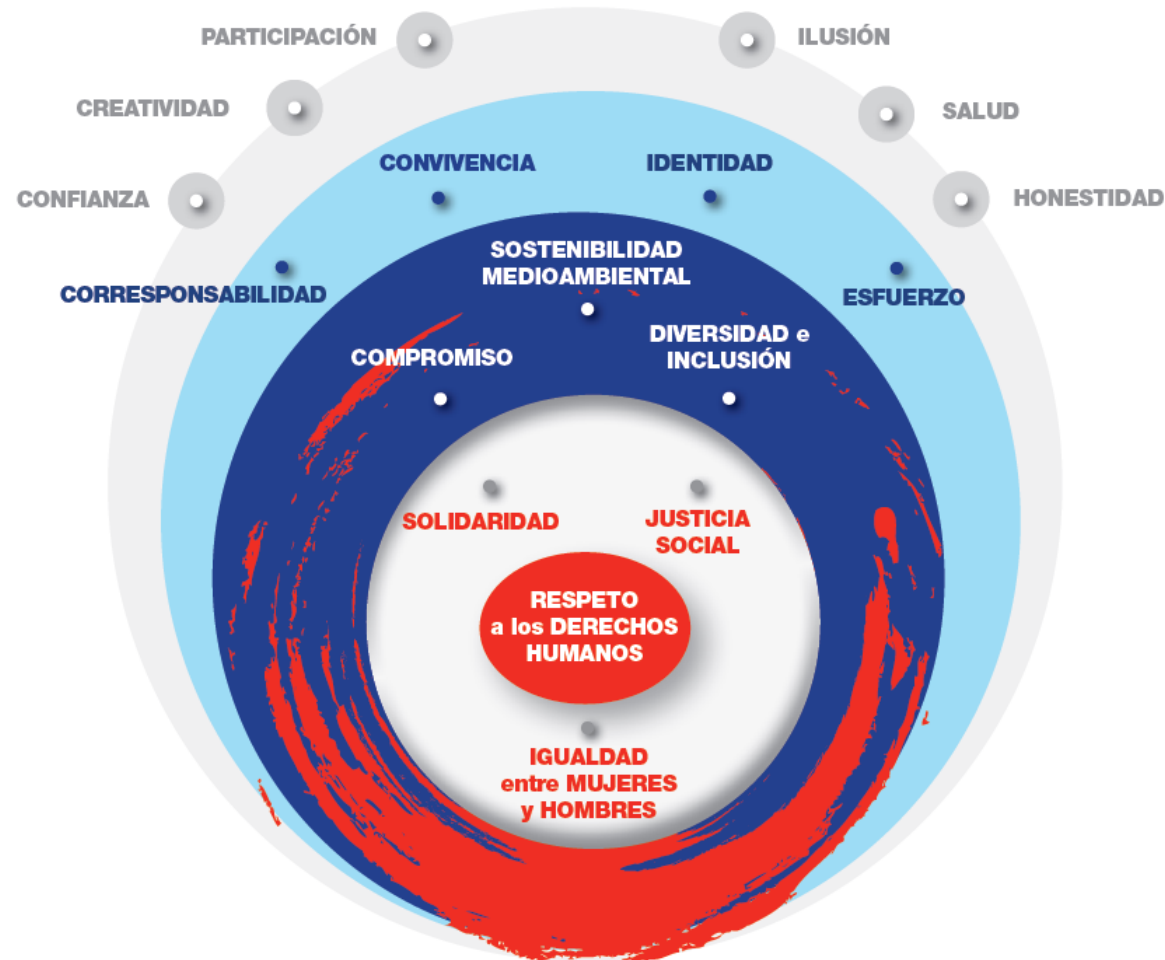 PARTICIPACIÓN
ILUSIÓN
CREATIVIDAD
SALUD
CONVIVENCIA
IDENTIDAD
CONFIANZA
HONESTIDAD
SOSTENIBILIDAD
MEDIOAMBIENTAL
CORRESPONSABILIDAD
ESFUERZO
COMPROMISO
DIVERSIDAD e
INCLUSIÓN
SOLIDARIDAD
JUSTICIA
SOCIAL
RESPETO
a los DERECHOS
HUMANOS
IGUALDAD
entre MUJERES
y HOMBRES